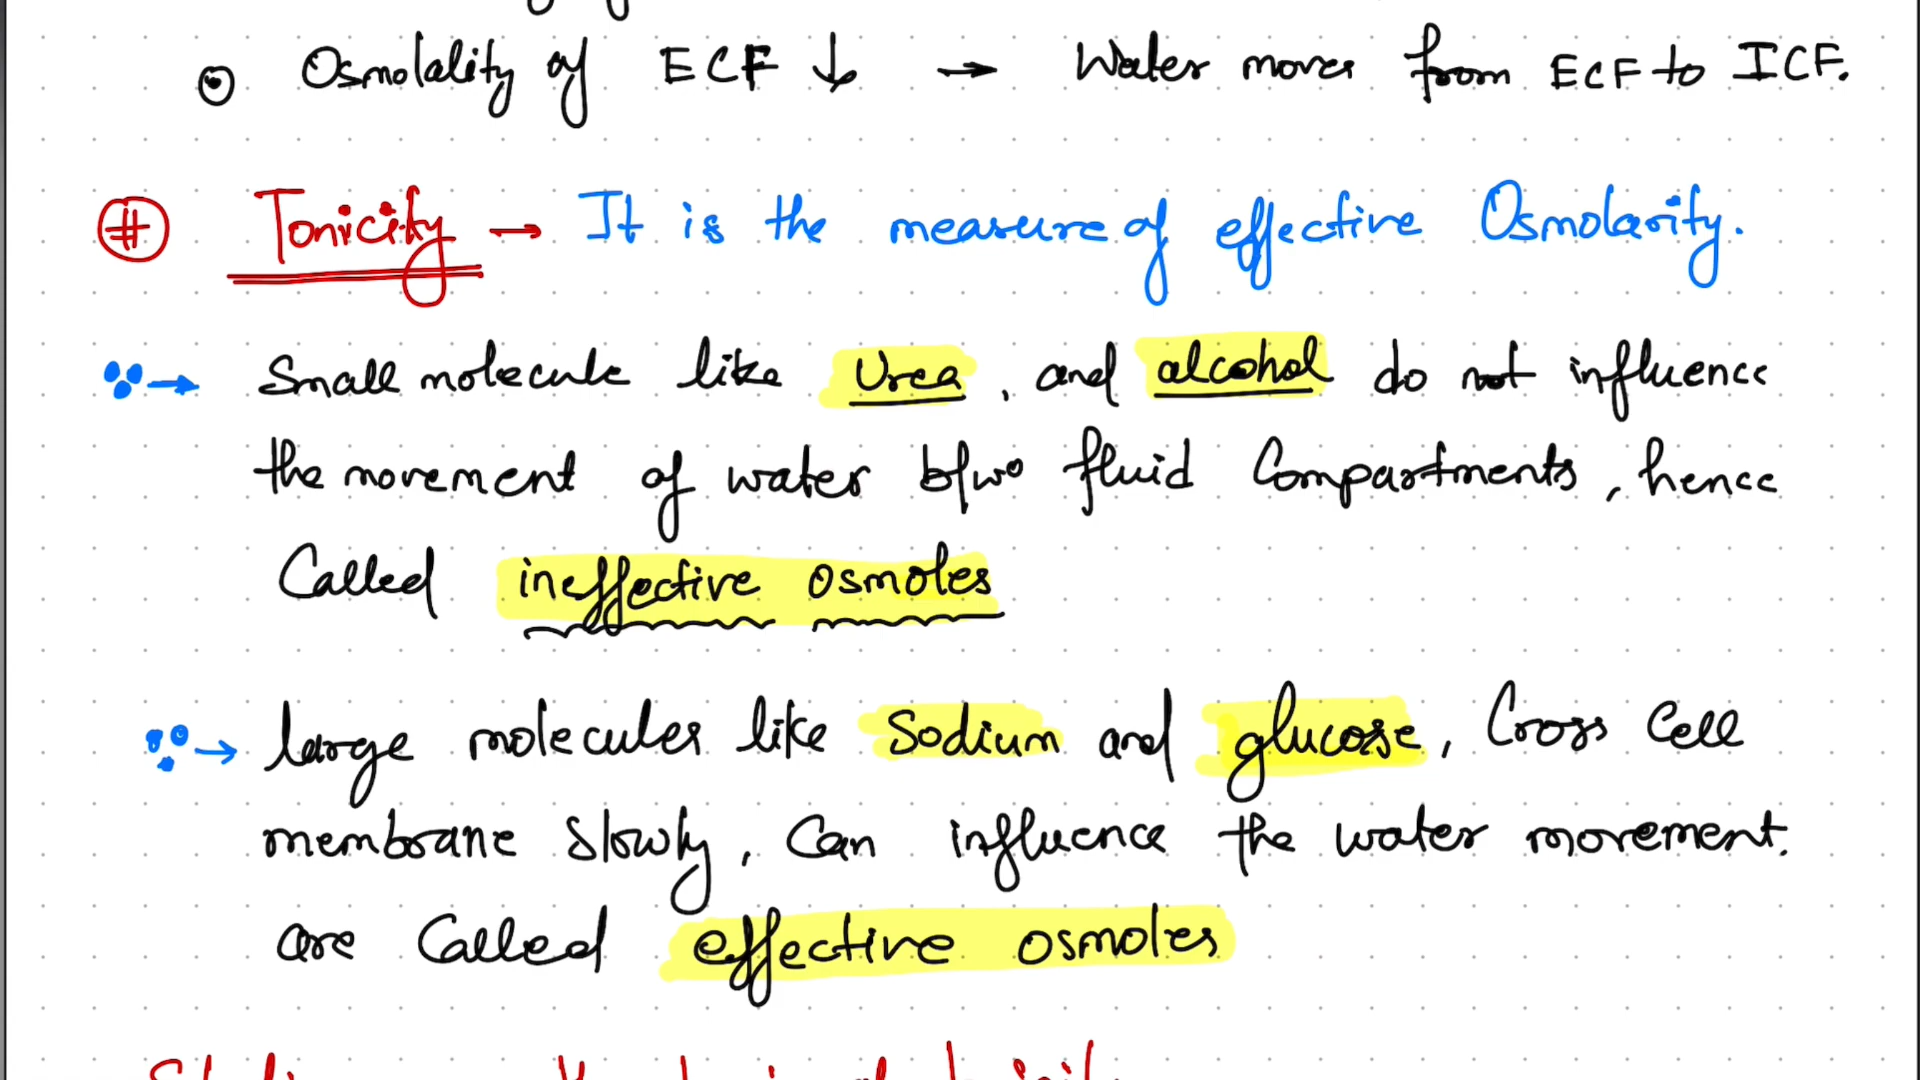 ⊙ Osmolality of ECF ↓ → Water moves from ECF to ICF.
# Tonicity → It is the measure of effective Osmolarity.
→ Small molecule like Urea, and alcohol do not influence
the movement of water b/wo fluid Compartments, hence
Called ineffective osmoles
→ large molecules like Sodium and glucose, Cross Cell
membrane slowly, Can influence the water movement.
are Called effective osmoles